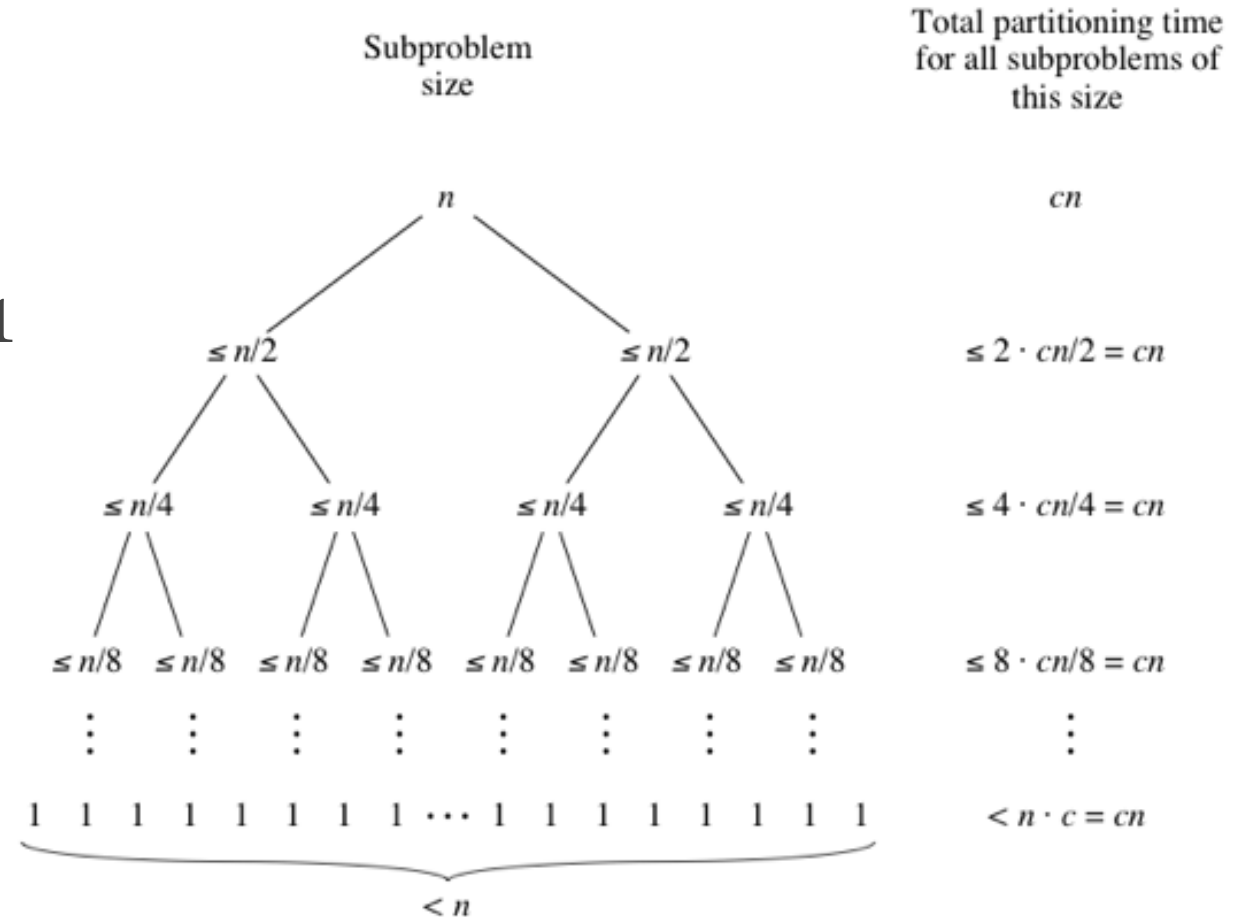 Subproblem
size
Total partitioning time
for all subproblems of
this size
n cn
1
≤ n/2 ≤ n/2 ≤ 2 · cn/2 = cn
≤ n/4 ≤ n/4 ≤ n/4 ≤ n/4 ≤ 4 · cn/4 = cn
≤ n/8 ≤ n/8 ≤ n/8 ≤ n/8 ≤ n/8 ≤ n/8 ≤ n/8 ≤ n/8 ≤ 8 · cn/8 = cn
⋮ ⋮ ⋮ ⋮ ⋮ ⋮ ⋮ ⋮ ⋮
1 1 1 1 1 1 1 1 ··· 1 1 1 1 1 1 1 1 < n · c = cn
< n